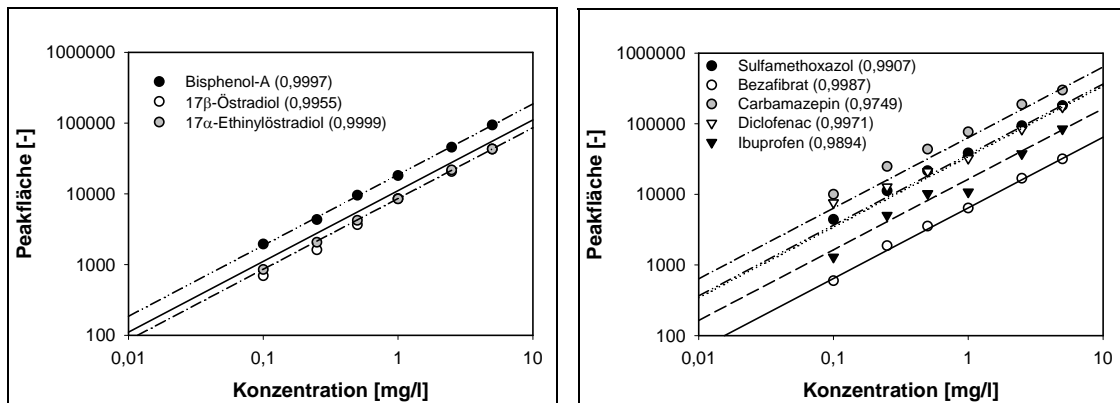 1000000
100000
10000
1000
100
0,01
0,1
1
10
Peakfläche [-]
Konzentration [mg/l]
Bisphenol-A (0,9997)
17β-Östradiol (0,9955)
17α-Ethinylöstradiol (0,9999)
1000000
100000
10000
1000
100
0,01
0,1
1
10
Peakfläche [-]
Konzentration [mg/l]
Sulfamethoxazol (0,9907)
Bezafibrat (0,9987)
Carbamazepin (0,9749)
Diclofenac (0,9971)
Ibuprofen (0,9894)